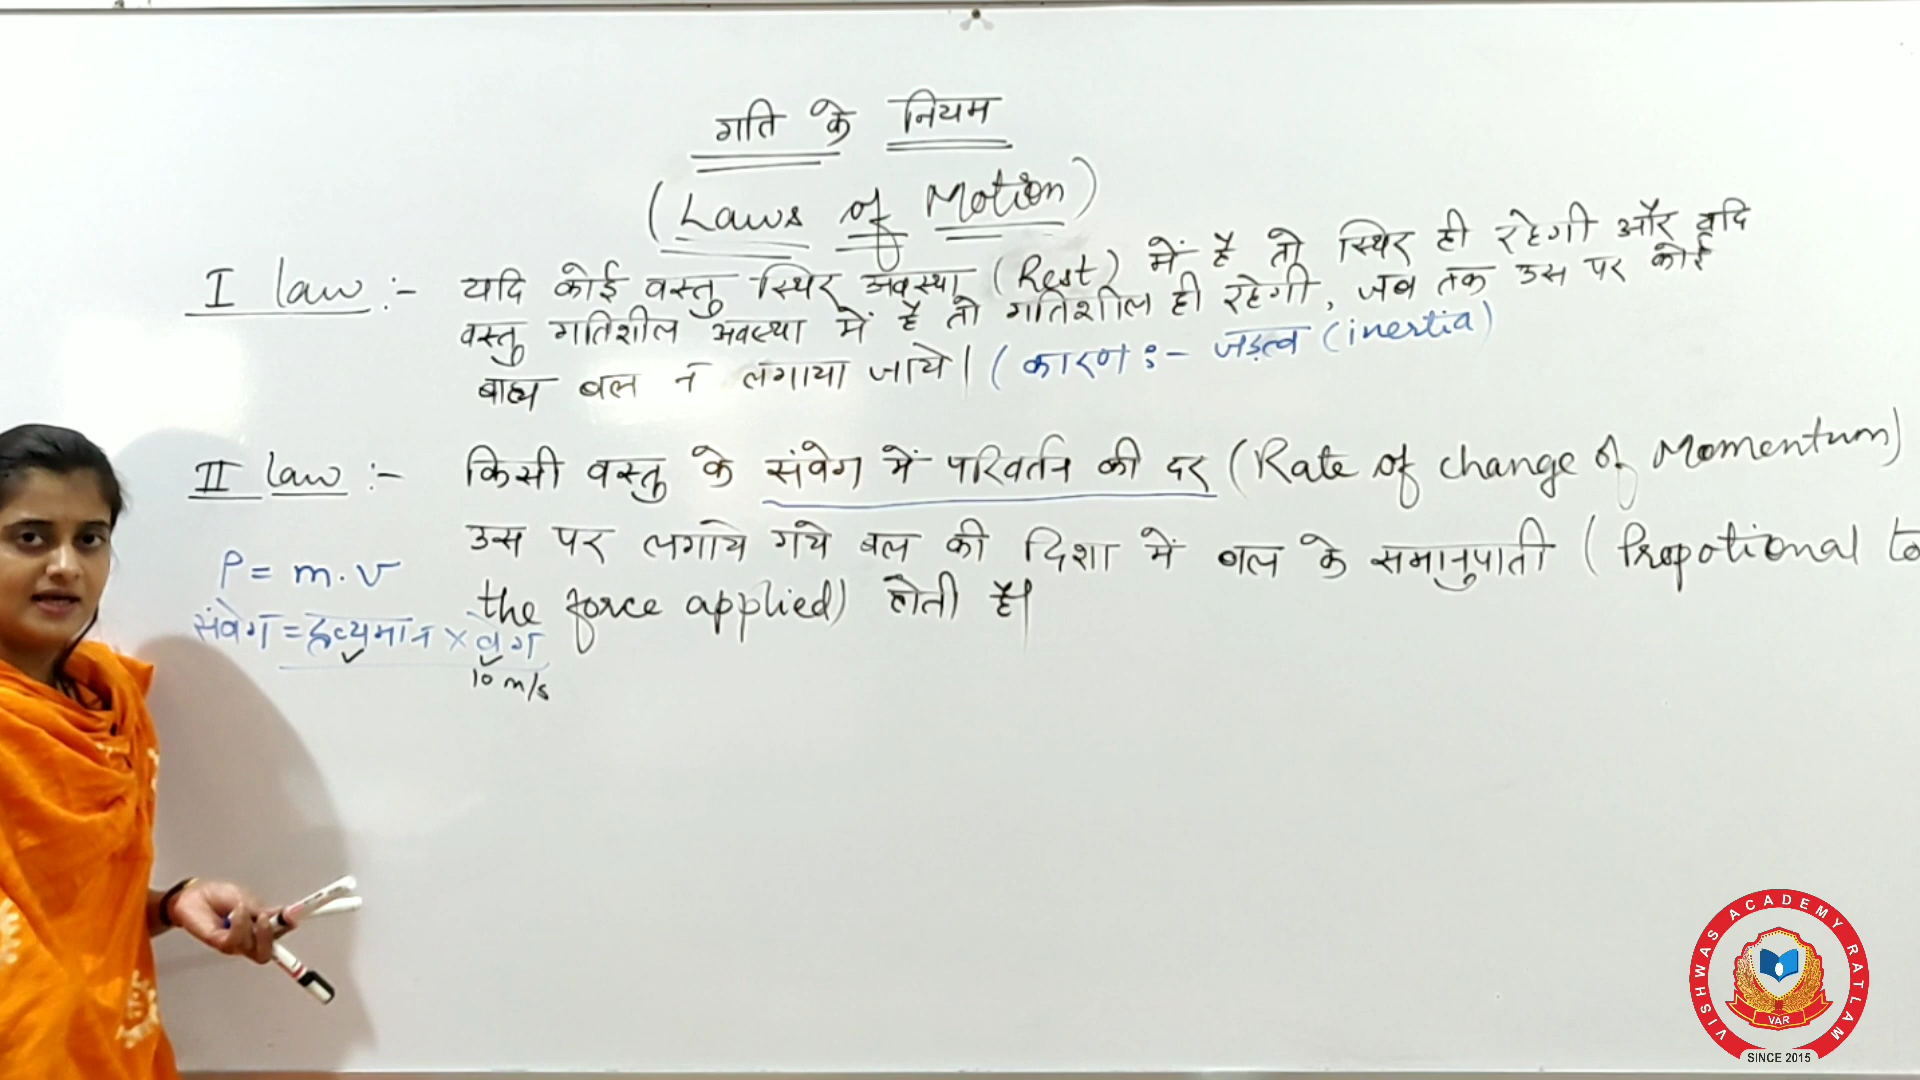 गति के नियम
(Laws of Motion)
I law :- यदि कोई वस्तु स्थिर अवस्था (Rest) में है तो स्थिर ही रहेगी और यदि
वस्तु गतिशील अवस्था में है तो गतिशील ही रहेगी, जब तक उस पर कोई
बाह्य बल न लगाया जाये। (कारण :- जड़त्व (inertia)
II law :- किसी वस्तु के संवेग में परिवर्तन की दर (Rate of change of Momentum)
उस पर लगाये गये बल की दिशा में बल के समानुपाती (Propotional to
the force applied) होती है।
P = m.v
संवेग = द्रव्यमान × वेग
10 m/s
VISHWAS ACADEMY RATLAM
VAR
SINCE 2015